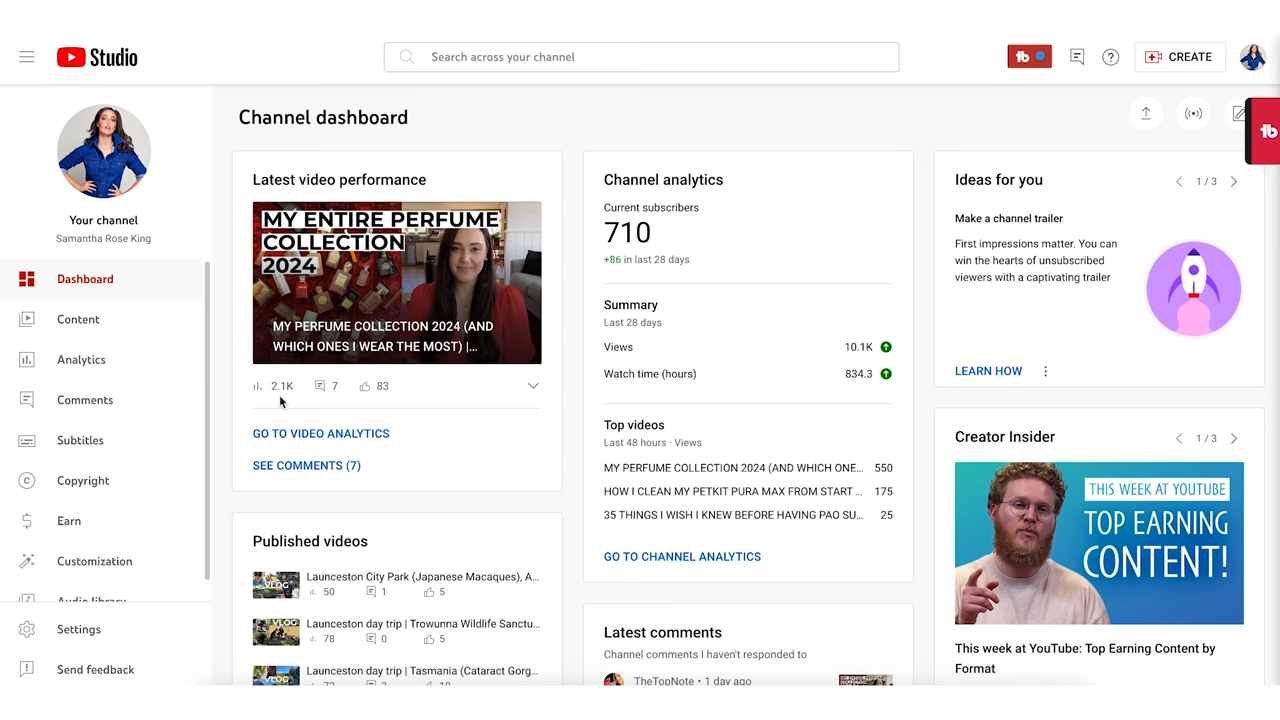 Studio
Search across your channel
CREATE
Your channel
Samantha Rose King
Dashboard
Content
Analytics
Comments
Subtitles
Copyright
Earn
Customization
Audio library
Settings
Send feedback
Channel dashboard
Latest video performance
MY ENTIRE PERFUME
COLLECTION
2024
MY PERFUME COLLECTION 2024 (AND
WHICH ONES I WEAR THE MOST) |...
2.1K 7 83
GO TO VIDEO ANALYTICS
SEE COMMENTS (7)
Published videos
VLOG
Launceston City Park (Japanese Macaques), A...
50 1 5
VLOG
Launceston day trip | Trowunna Wildlife Sanctu...
78 0 5
VLOG
Launceston day trip | Tasmania (Cataract Gorg...
Channel analytics
Current subscribers
710
+86 in last 28 days
Summary
Last 28 days
Views 10.1K
Watch time (hours) 834.3
Top videos
Last 48 hours · Views
MY PERFUME COLLECTION 2024 (AND WHICH ONE... 550
HOW I CLEAN MY PETKIT PURA MAX FROM START ... 175
35 THINGS I WISH I KNEW BEFORE HAVING PAO SU... 25
GO TO CHANNEL ANALYTICS
Latest comments
Channel comments I haven't responded to
TheTopNote • 1 day ago
Ideas for you
1 / 3
Make a channel trailer
First impressions matter. You can
win the hearts of unsubscribed
viewers with a captivating trailer
LEARN HOW
Creator Insider
1 / 3
THIS WEEK AT YOUTUBE
TOP EARNING
CONTENT!
This week at YouTube: Top Earning Content by
Format